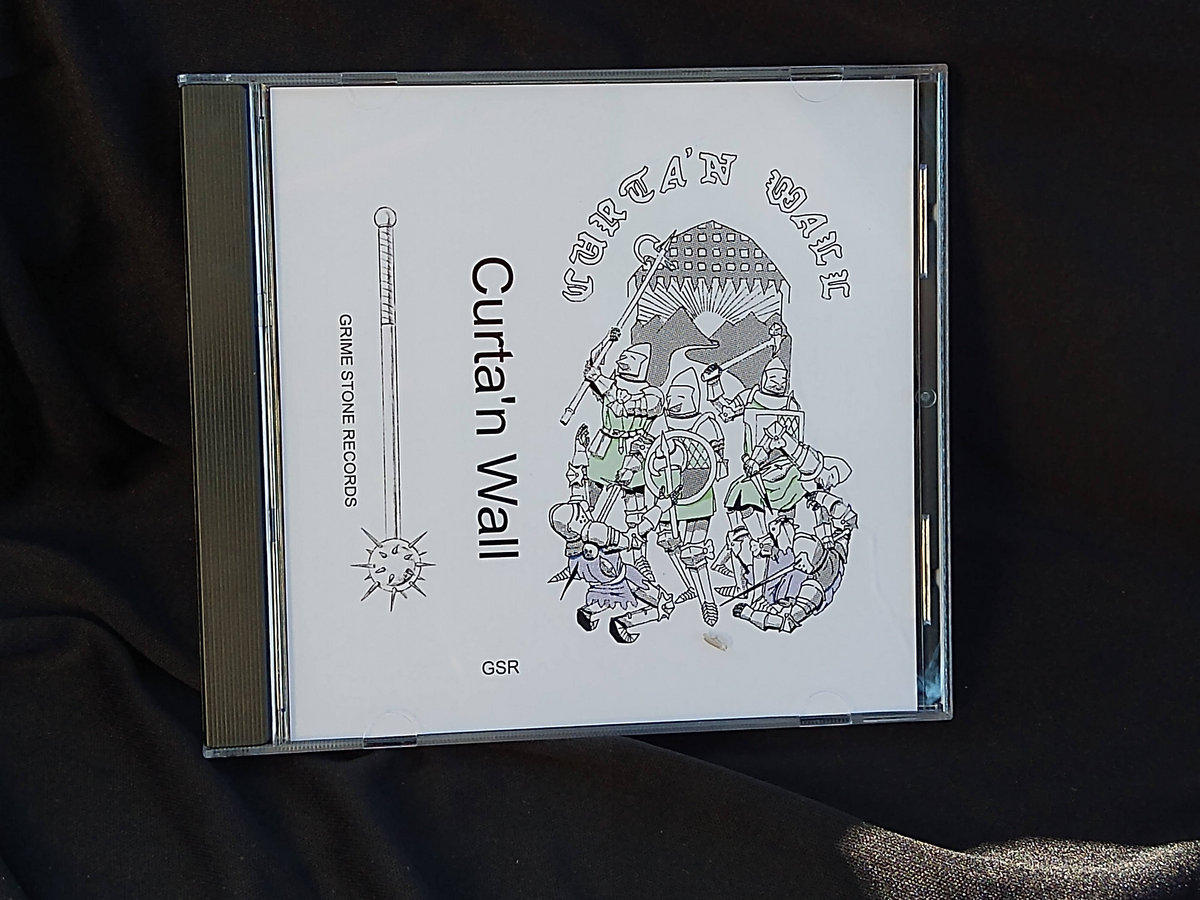 CURTA'N WALL
Curta'n Wall
GSR
GRIME STONE RECORDS